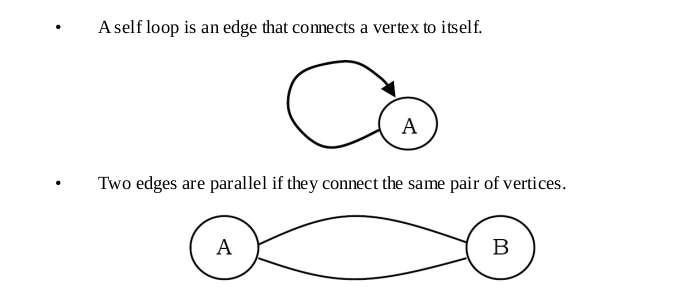 • A self loop is an edge that connects a vertex to itself.
A
• Two edges are parallel if they connect the same pair of vertices.
A B